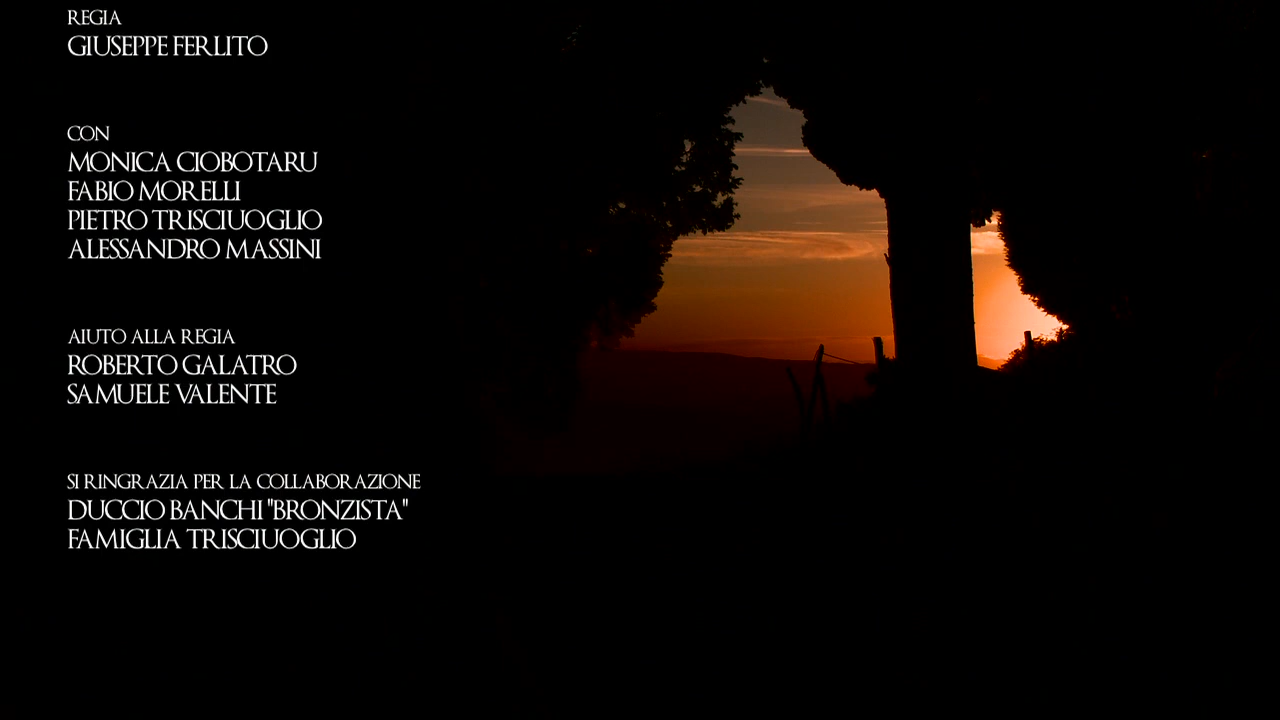 REGIA
GIUSEPPE FERLITO
CON
MONICA CIOBOTARU
FABIO MORELLI
PIETRO TRISCIUOGLIO
ALESSANDRO MASSINI
AIUTO ALLA REGIA
ROBERTO GALATRO
SAMUELE VALENTE
SI RINGRAZIA PER LA COLLABORAZIONE
DUCCIO BANCHI "BRONZISTA"
FAMIGLIA TRISCIUOGLIO